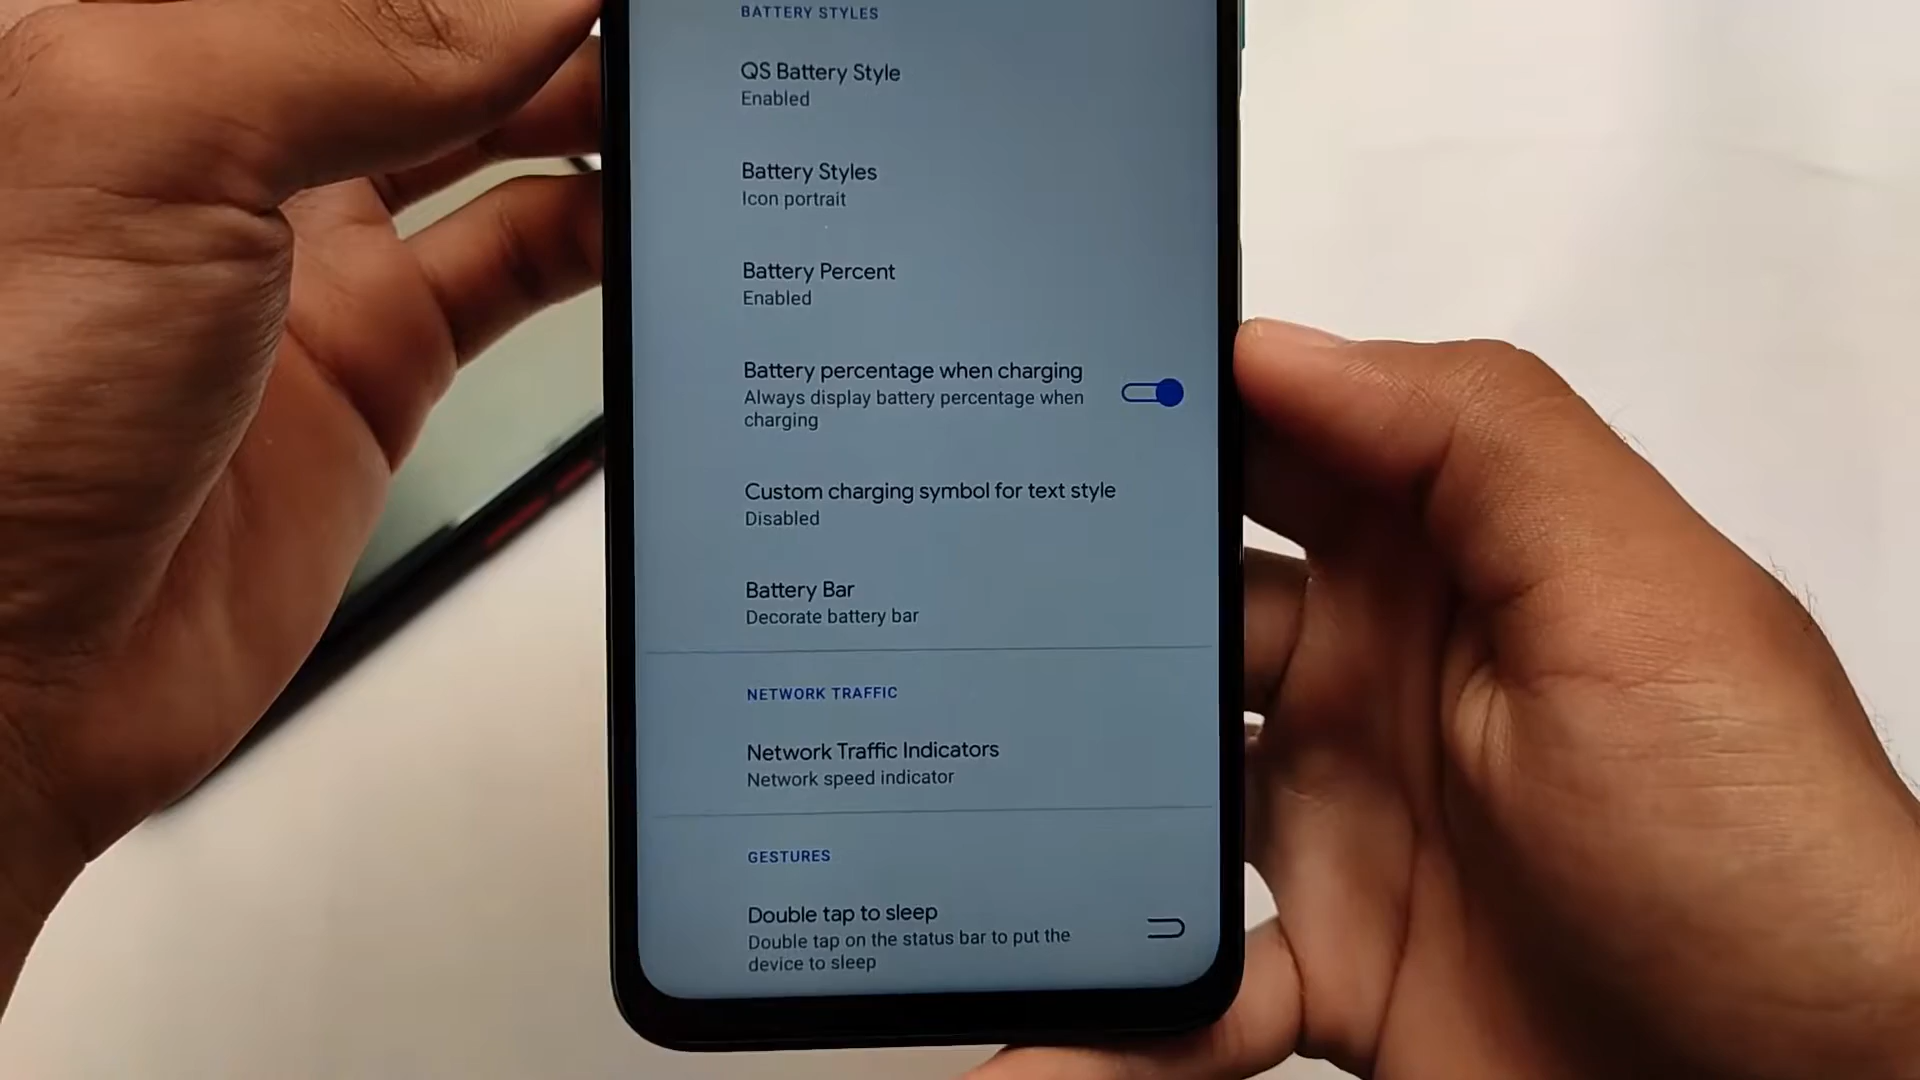 BATTERY STYLES
QS Battery Style
Enabled
Battery Styles
Icon portrait
Battery Percent
Enabled
Battery percentage when charging
Always display battery percentage when
charging
Custom charging symbol for text style
Disabled
Battery Bar
Decorate battery bar
NETWORK TRAFFIC
Network Traffic Indicators
Network speed indicator
GESTURES
Double tap to sleep
Double tap on the status bar to put the
device to sleep